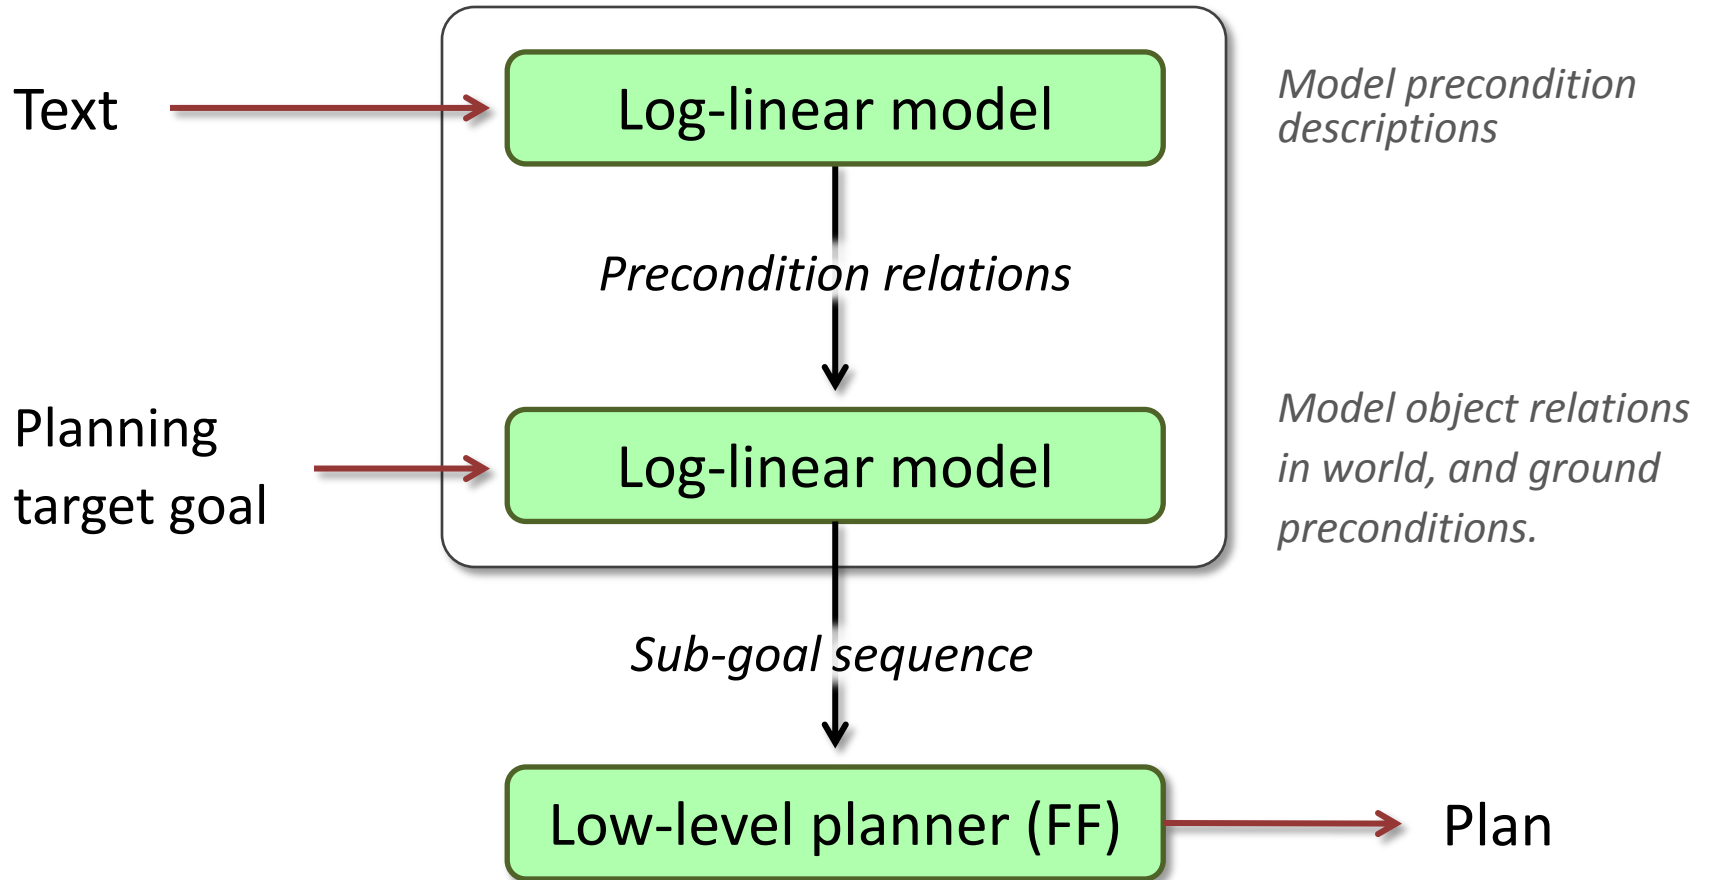 Text
Log-linear model
Model precondition
descriptions
Precondition relations
Planning
target goal
Log-linear model
Model object relations
in world, and ground
preconditions.
Sub-goal sequence
Low-level planner (FF)
Plan